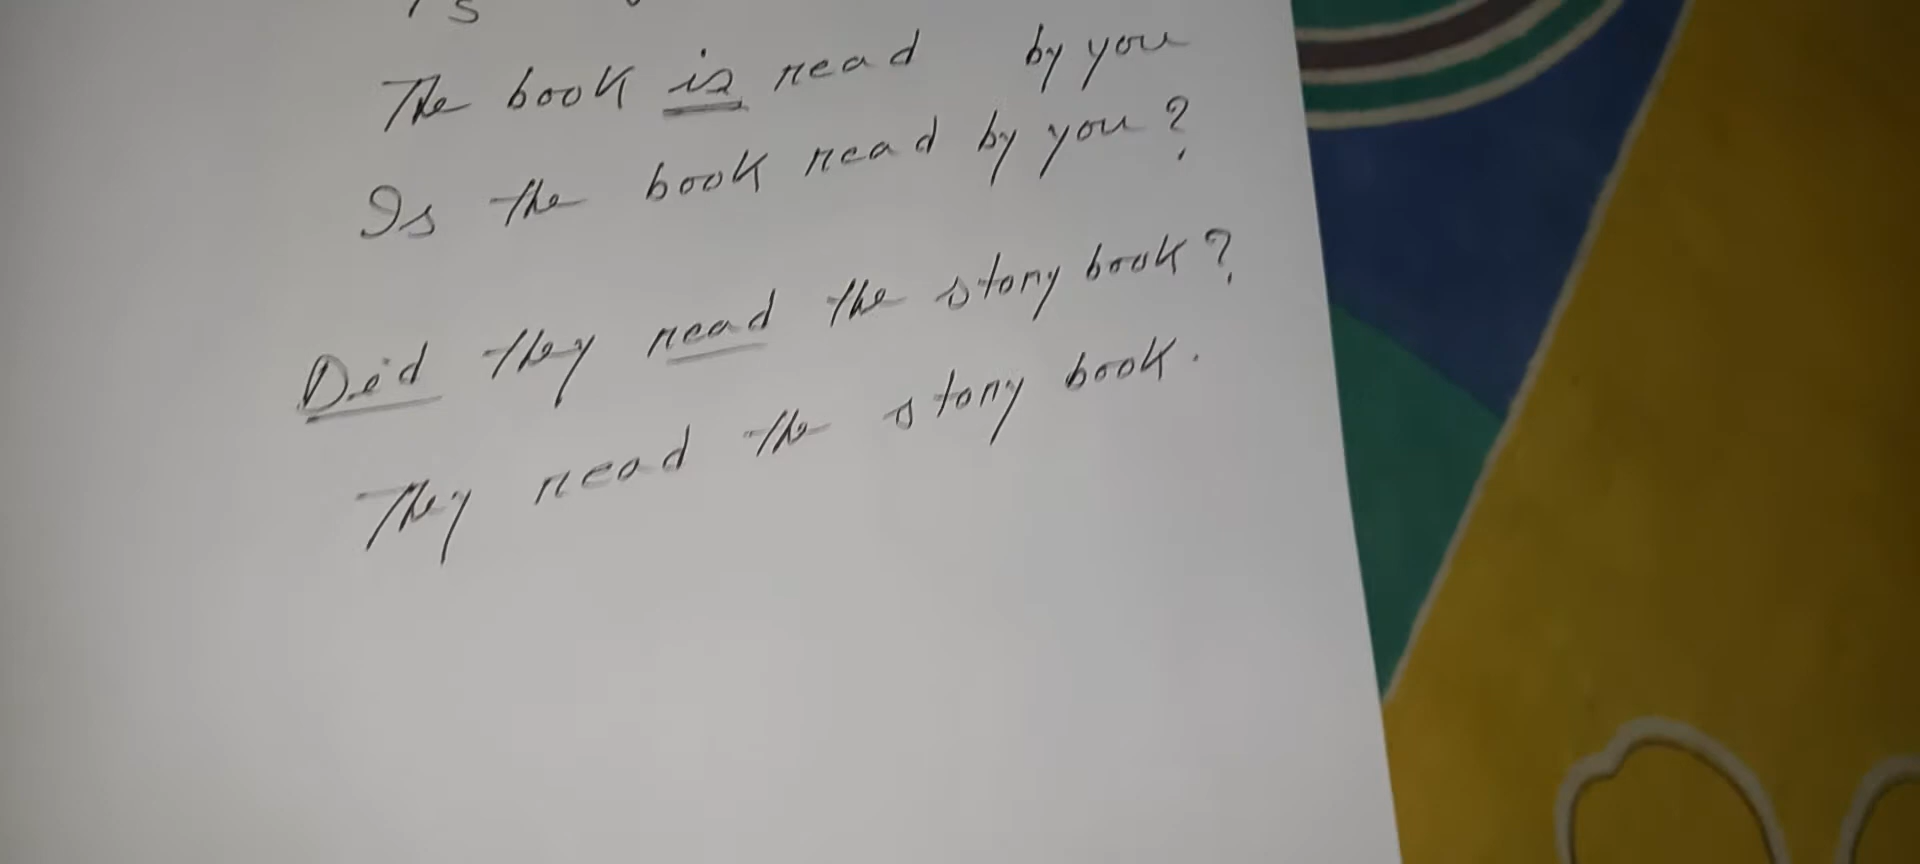 The book is read by you
Is the book read by you?
Did they read the story book?
They read the story book.